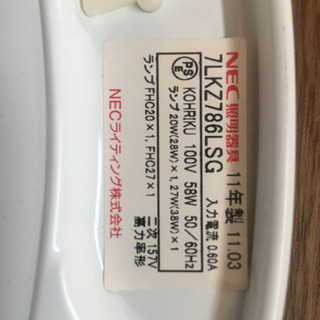 NEC照明器具
7LKZ786LSG 11年製 11.03
PS E KOHRIKU 100V 58W 50/60Hz 入力電流 0.60A
ランプ 20W(28W)×1, 27W(38W)×1
ランプ FHC20×1, FHC27×1 二次 157V
高力率形
NECライティング株式会社